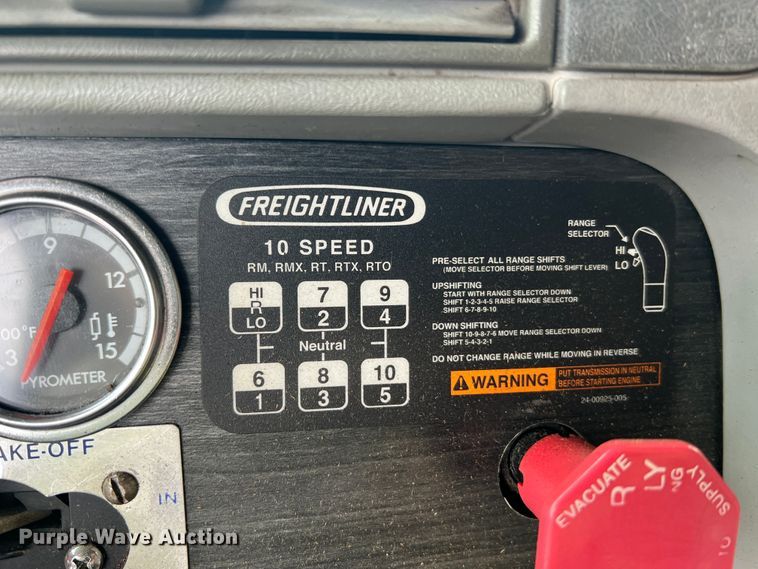 FREIGHTLINER
10 SPEED
RM, RMX, RT, RTX, RTO
HI 7 9
R 2 4
LO
Neutral
6 8 10
1 3 5
RANGE
SELECTOR
HI
LO
PRE-SELECT ALL RANGE SHIFTS
(MOVE SELECTOR BEFORE MOVING SHIFT LEVER)
UPSHIFTING
START WITH RANGE SELECTOR DOWN
SHIFT 1-2-3-4-5 RAISE RANGE SELECTOR
SHIFT 6-7-8-9-10
DOWN SHIFTING
SHIFT 10-9-8-7-6 MOVE RANGE SELECTOR DOWN
SHIFT 5-4-3-2-1
DO NOT CHANGE RANGE WHILE MOVING IN REVERSE
WARNING
PUT TRANSMISSION IN NEUTRAL
BEFORE STARTING ENGINE
24-00925-005
9
12
00°F
3
15
PYROMETER
AKE-OFF
IN
EVACUATE
R
LY
NG
SUPPLY
Purple Wave Auction